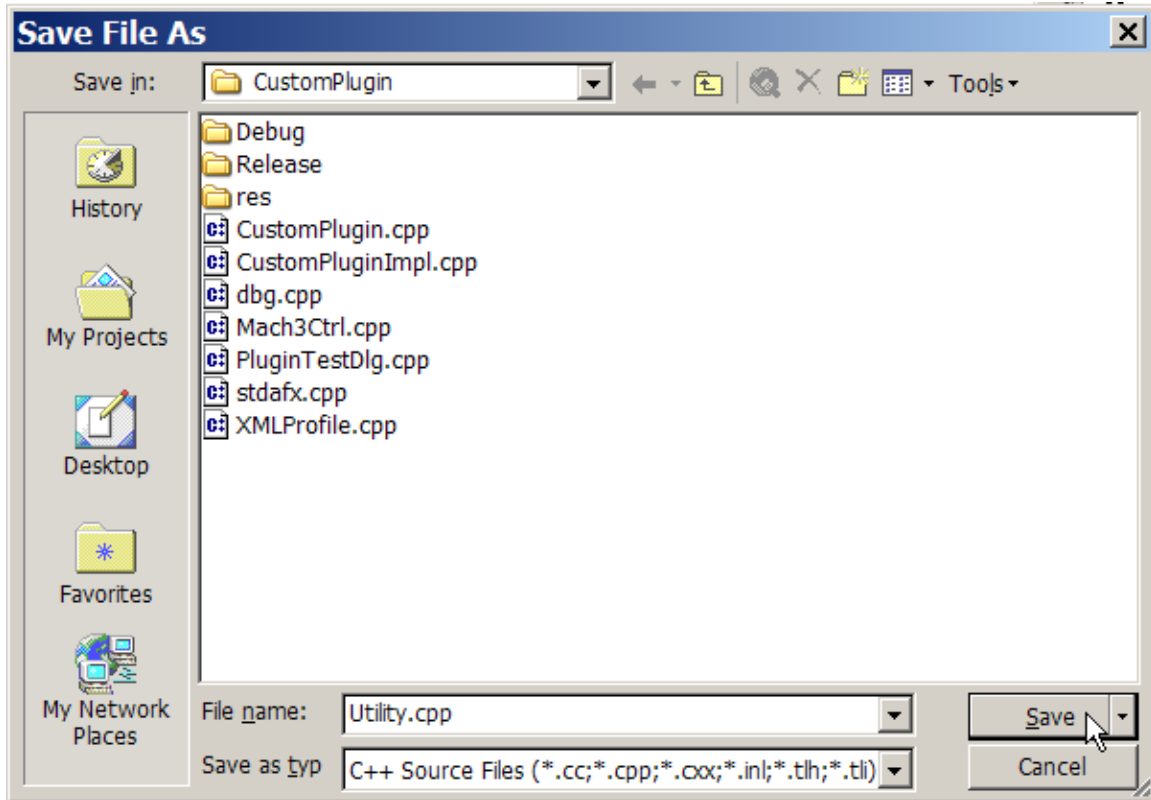 Save File As
Save in:
CustomPlugin
Tools
History
My Projects
Desktop
Favorites
My Network
Places
Debug
Release
res
CustomPlugin.cpp
CustomPluginImpl.cpp
dbg.cpp
Mach3Ctrl.cpp
PluginTestDlg.cpp
stdafx.cpp
XMLProfile.cpp
File name:
Utility.cpp
Save
Save as typ
C++ Source Files (*.cc;*.cpp;*.cxx;*.inl;*.tlh;*.tli)
Cancel